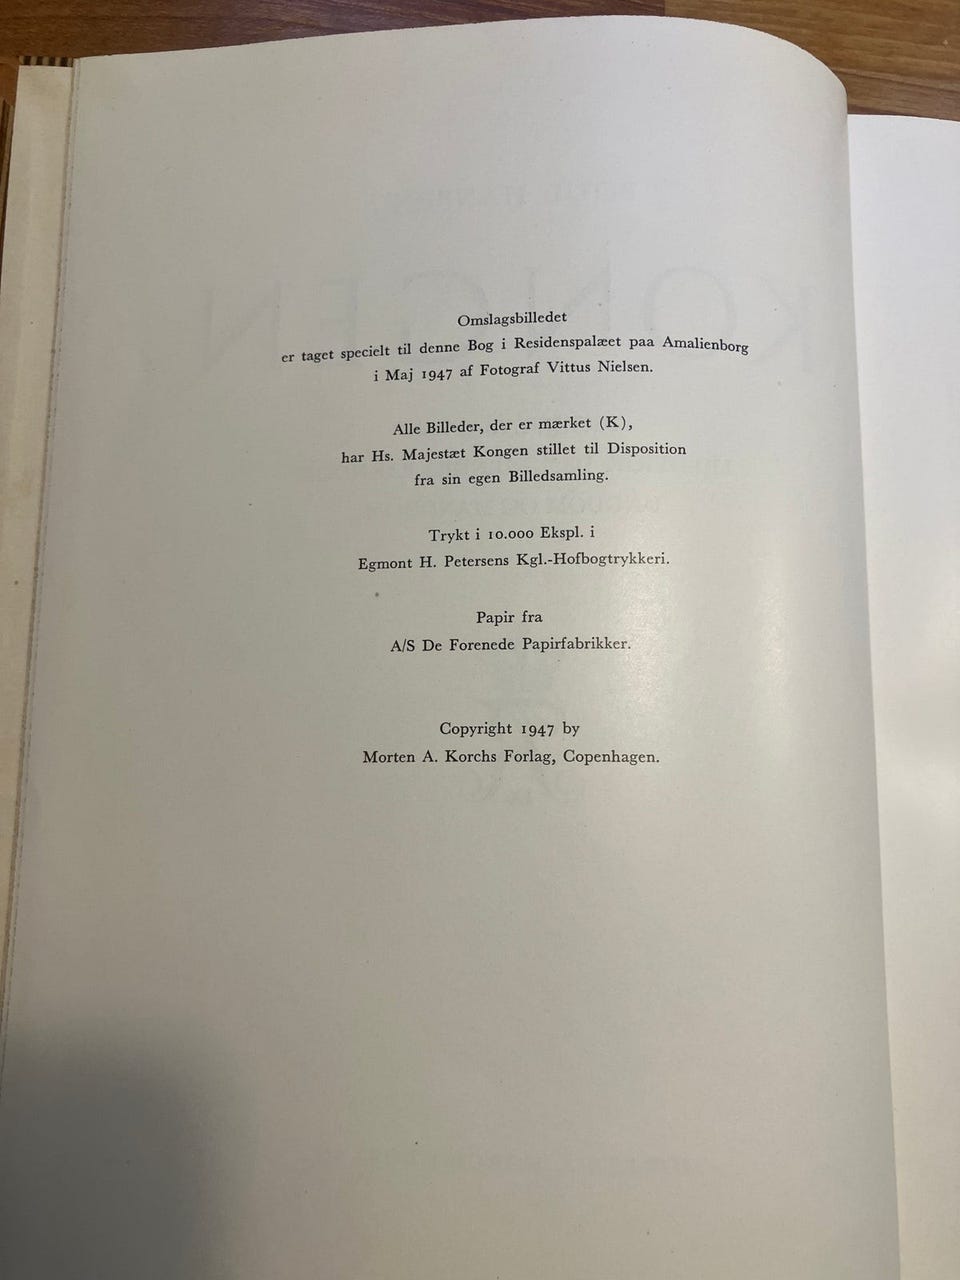 Omslagsbilledet
er taget specielt til denne Bog i Residenspalæet paa Amalienborg
i Maj 1947 af Fotograf Vittus Nielsen.
Alle Billeder, der er mærket (K),
har Hs. Majestæt Kongen stillet til Disposition
fra sin egen Billedsamling.
Trykt i 10.000 Ekspl. i
Egmont H. Petersens Kgl.-Hofbogtrykkeri.
Papir fra
A/S De Forenede Papirfabrikker.
Copyright 1947 by
Morten A. Korchs Forlag, Copenhagen.